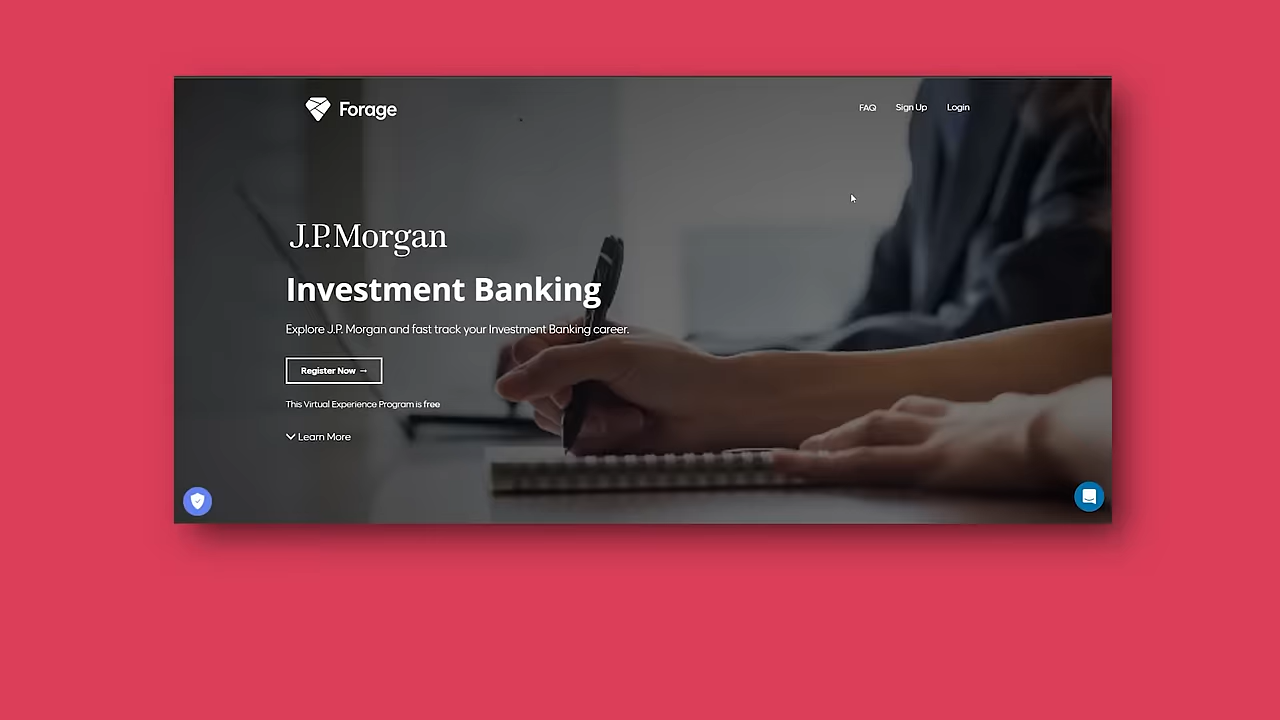 Forage
FAQ Sign Up Login
J.P.Morgan
Investment Banking
Explore J.P. Morgan and fast track your Investment Banking career.
Register Now →
This Virtual Experience Program is free
Learn More